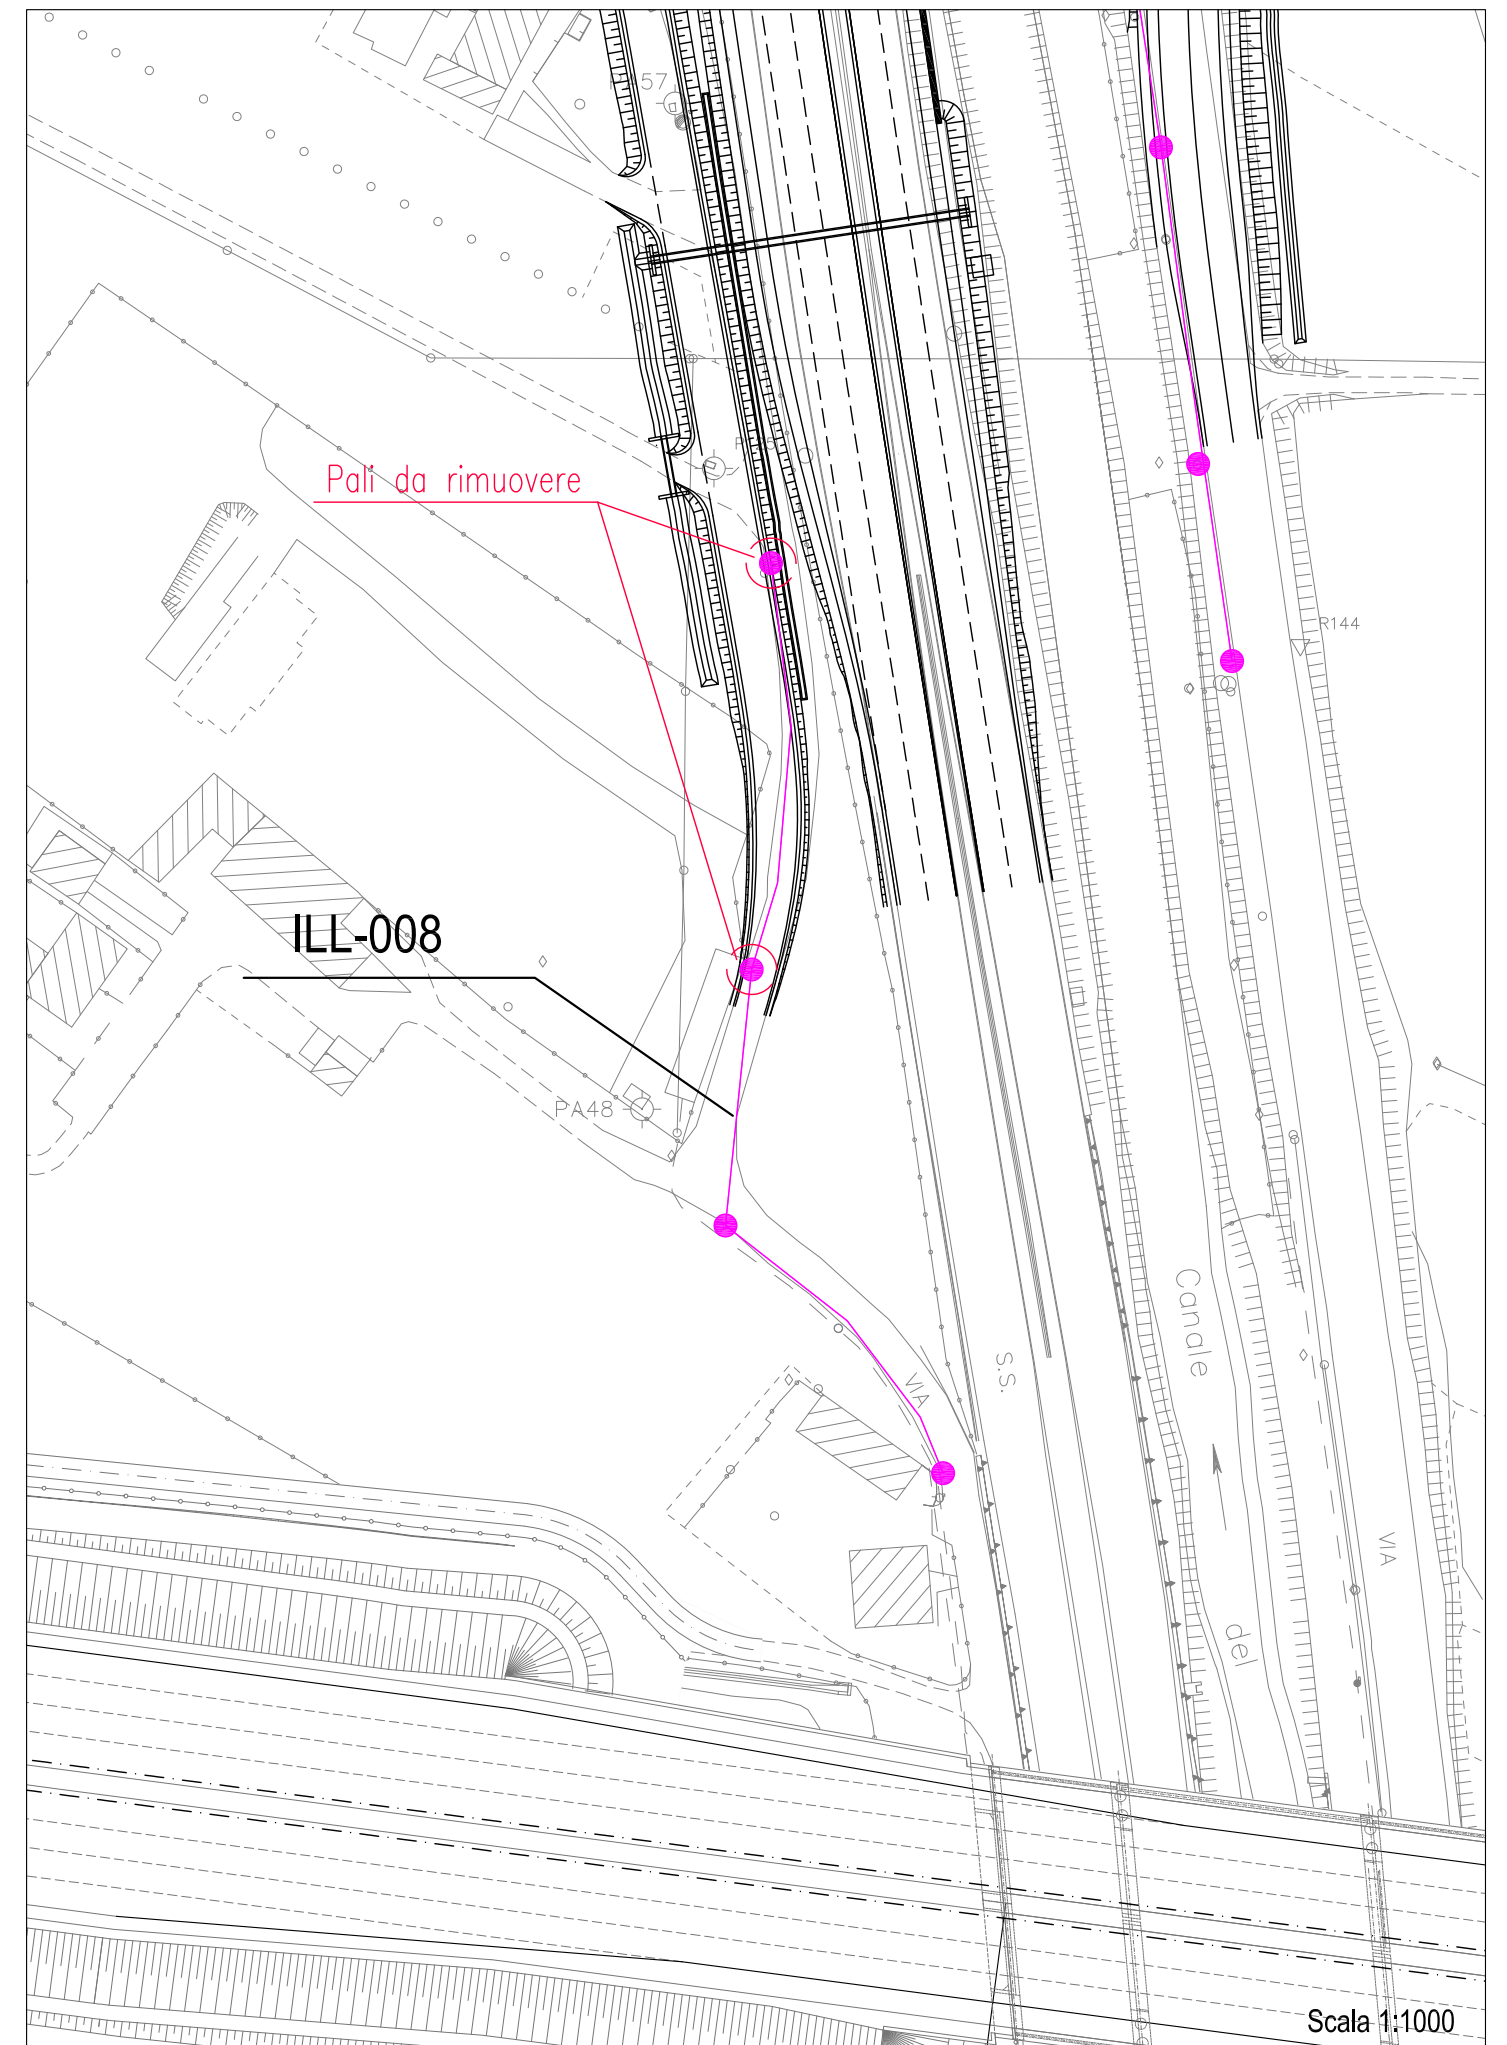 Pali da rimuovere
R144
ILL-008
PA48
Canale
S.S.
VIA
VIA
del
Scala 1:1000